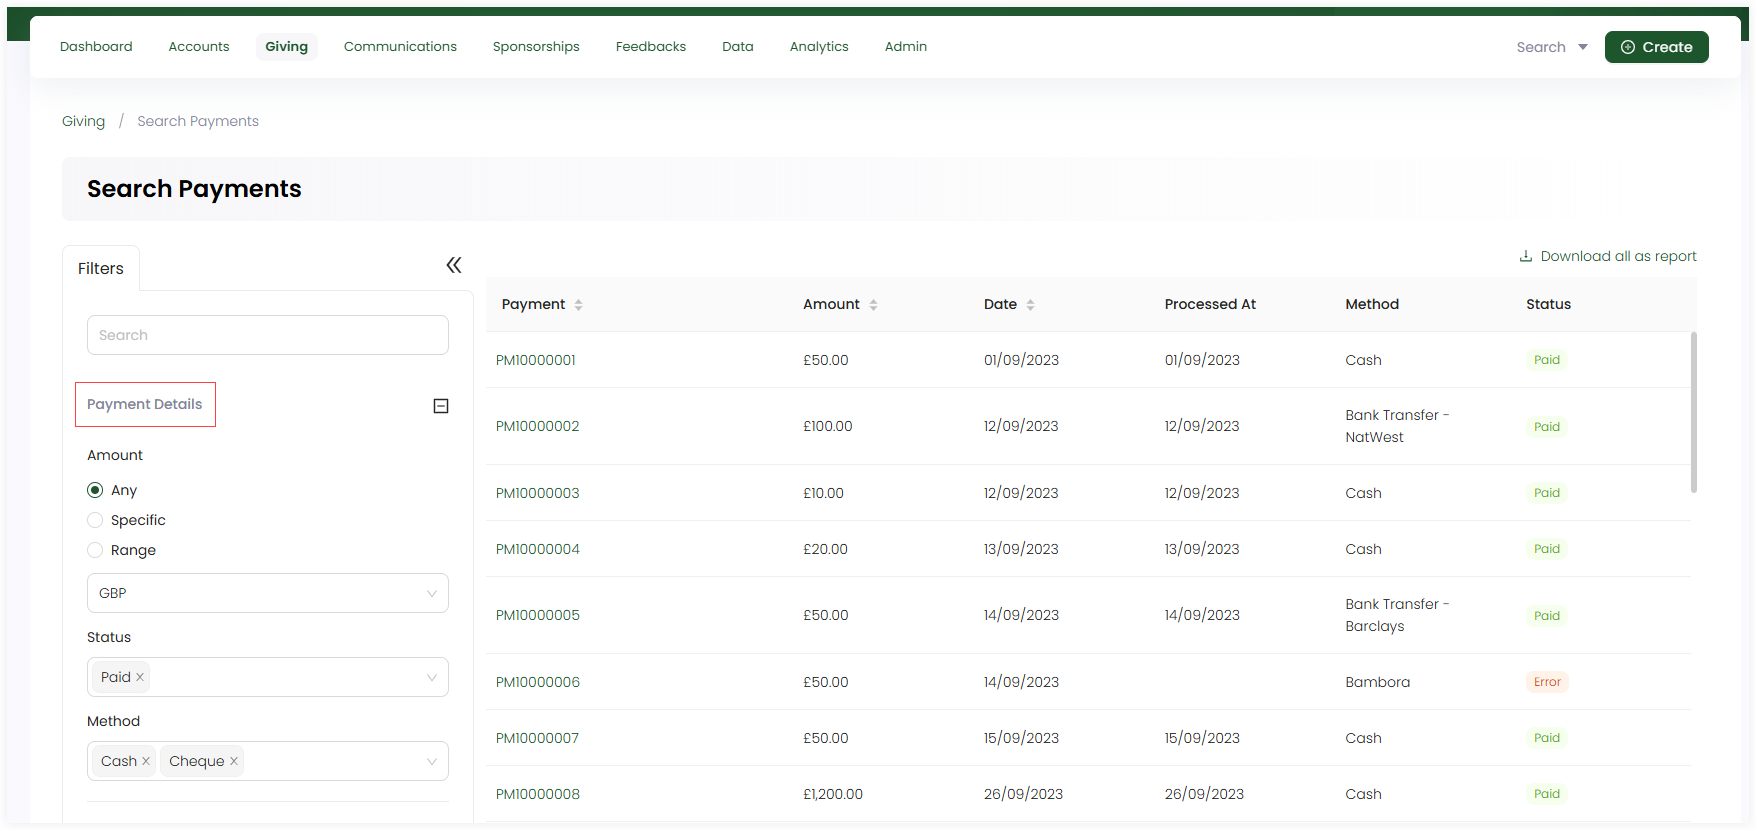 Dashboard Accounts Giving Communications Sponsorships Feedbacks Data Analytics Admin Search Create
Giving / Search Payments
Search Payments
Filters
Search
Payment Details
Amount
Any
Specific
Range
GBP
Status
Paid
Method
Cash Cheque
Download all as report
Payment Amount Date Processed At Method Status
PM10000001 £50.00 01/09/2023 01/09/2023 Cash Paid
PM10000002 £100.00 12/09/2023 12/09/2023 Bank Transfer - NatWest Paid
PM10000003 £10.00 12/09/2023 12/09/2023 Cash Paid
PM10000004 £20.00 13/09/2023 13/09/2023 Cash Paid
PM10000005 £50.00 14/09/2023 14/09/2023 Bank Transfer - Barclays Paid
PM10000006 £50.00 14/09/2023 Bambora Error
PM10000007 £50.00 15/09/2023 15/09/2023 Cash Paid
PM10000008 £1,200.00 26/09/2023 26/09/2023 Cash Paid